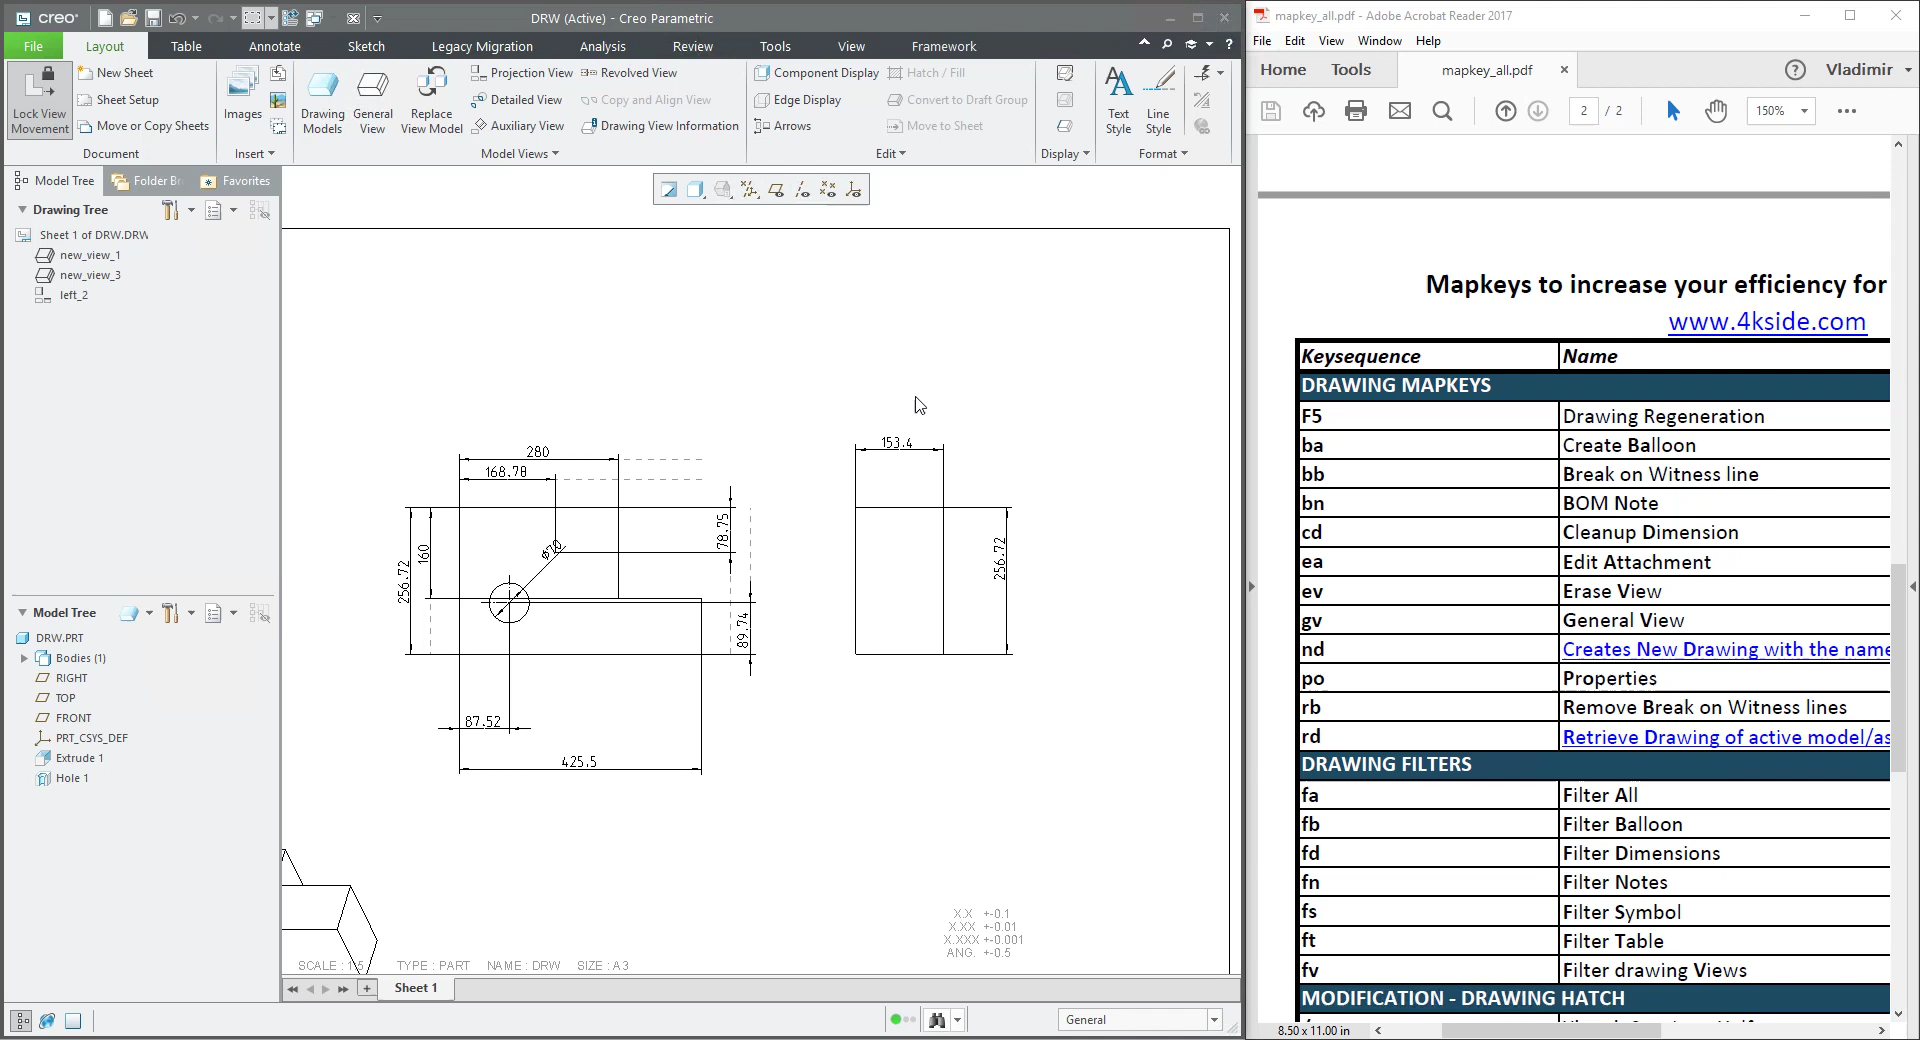 creo
DRW (Active) - Creo Parametric
File
Layout
Table
Annotate
Sketch
Legacy Migration
Analysis
Review
Tools
View
Framework
Lock View
Movement
New Sheet
Sheet Setup
Move or Copy Sheets
Document
Images
Insert
Drawing
Models
General
View
Replace
View Model
Projection View
Detailed View
Auxiliary View
Revolved View
Copy and Align View
Drawing View Information
Model Views
Component Display
Edge Display
Arrows
Hatch / Fill
Convert to Draft Group
Move to Sheet
Edit
Display
Text
Style
Line
Style
Format
Model Tree
Folder Br
Favorites
Drawing Tree
Sheet 1 of DRW.DRW
new_view_1
new_view_3
left_2
Model Tree
DRW.PRT
Bodies (1)
RIGHT
TOP
FRONT
PRT_CSYS_DEF
Extrude 1
Hole 1
280
168.78
256.72
160
ø70
78.75
89.74
87.52
425.5
153.4
256.72
X.X +-0.1
X.XX +-0.01
X.XXX +-0.001
ANG. +-0.5
SCALE : 1:5 TYPE : PART NAME : DRW SIZE : A3
Sheet 1
General
mapkey_all.pdf - Adobe Acrobat Reader 2017
File Edit View Window Help
Home
Tools
mapkey_all.pdf
Vladimir
2 / 2
150%
Mapkeys to increase your efficiency for
www.4kside.com
Keysequence Name
DRAWING MAPKEYS
F5 Drawing Regeneration
ba Create Balloon
bb Break on Witness line
bn BOM Note
cd Cleanup Dimension
ea Edit Attachment
ev Erase View
gv General View
nd Creates New Drawing with the name
po Properties
rb Remove Break on Witness lines
rd Retrieve Drawing of active model/as
DRAWING FILTERS
fa Filter All
fb Filter Balloon
fd Filter Dimensions
fn Filter Notes
fs Filter Symbol
ft Filter Table
fv Filter drawing Views
MODIFICATION - DRAWING HATCH
8.50 x 11.00 in